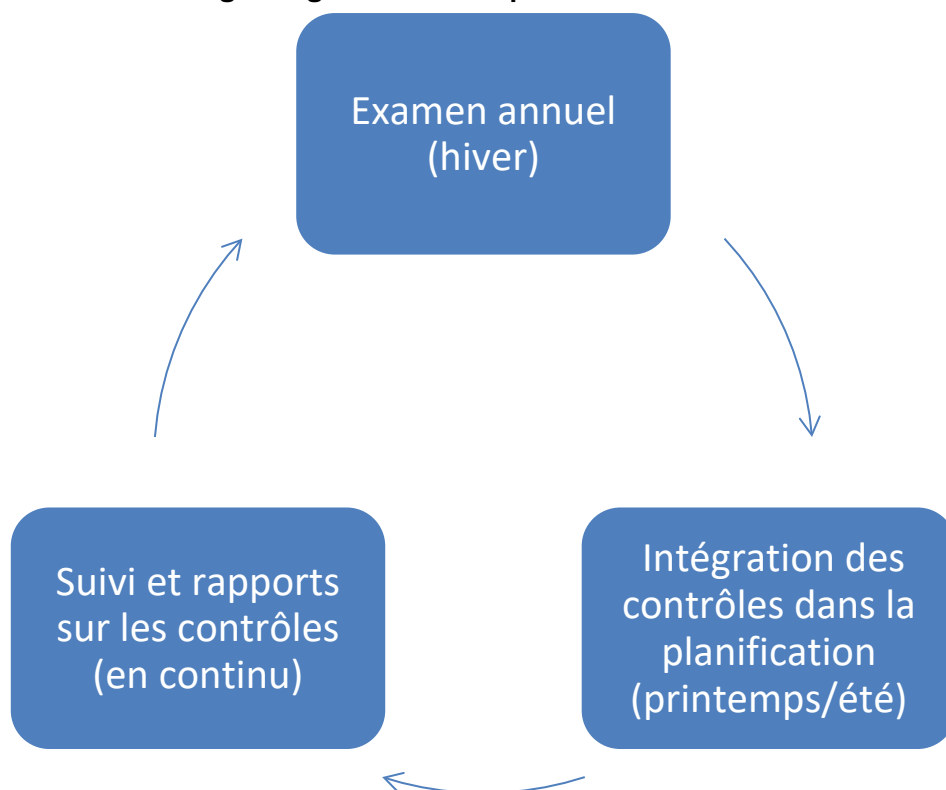 Examen annuel
(hiver)
Intégration des
contrôles dans la
planification
(printemps/été)
Suivi et rapports
sur les contrôles
(en continu)